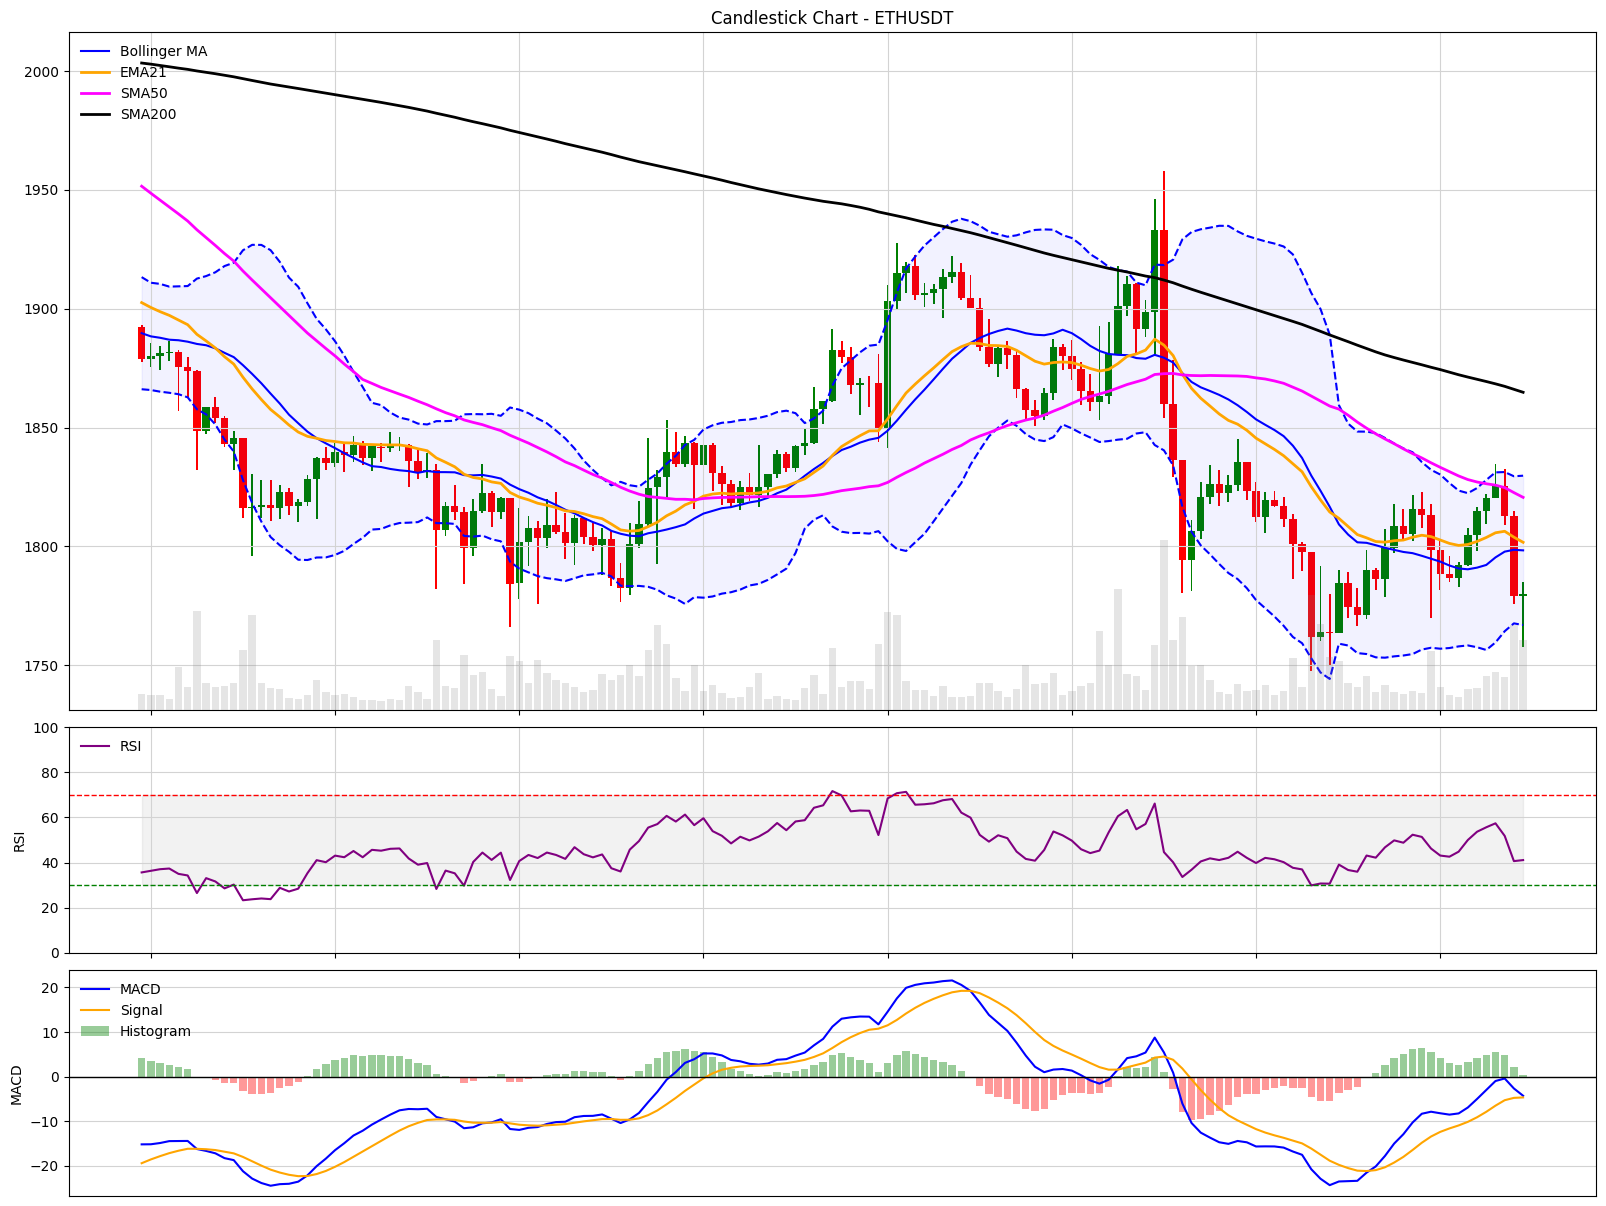 Candlestick Chart - ETHUSDT
Bollinger MA
EMA21
SMA50
SMA200
2000
1950
1900
1850
1800
1750
RSI
100
80
60
40
20
0
RSI
MACD
Signal
Histogram
20
10
0
−10
−20
MACD